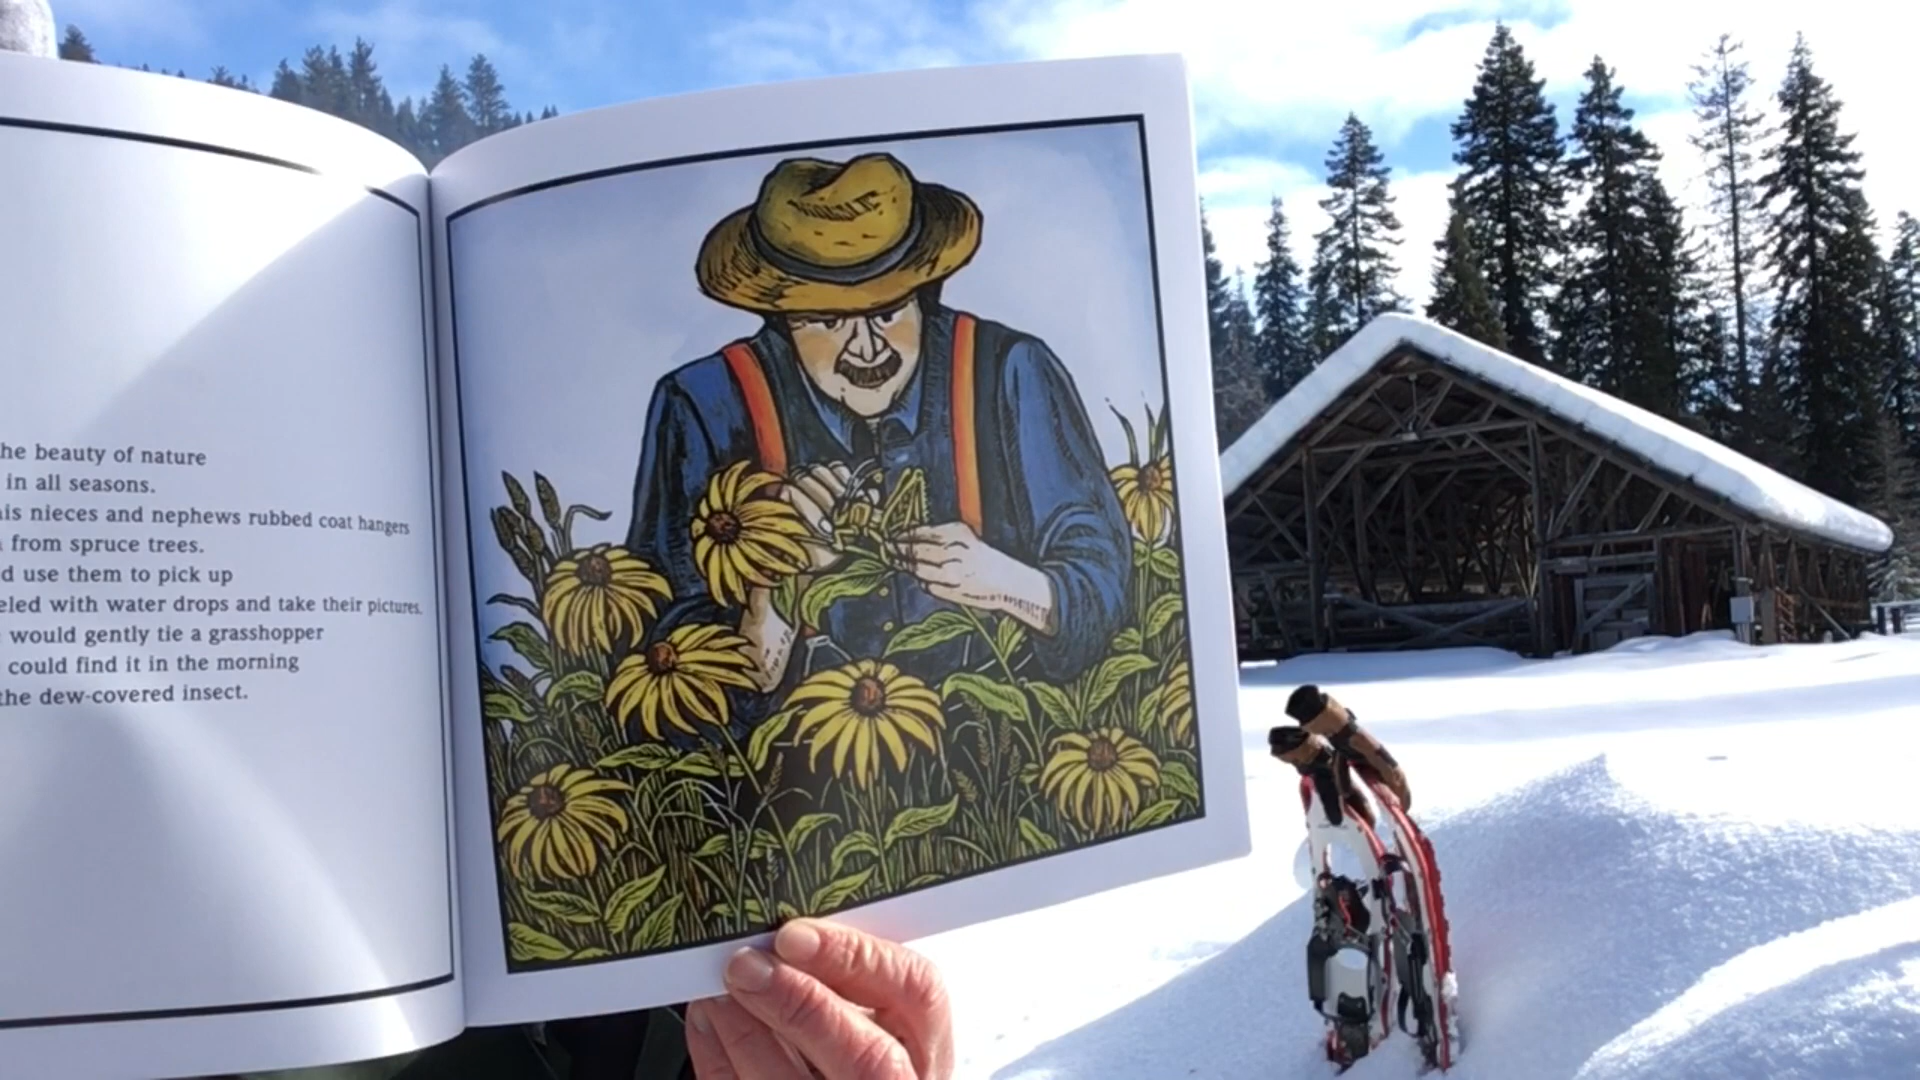 he beauty of nature
in all seasons.
his nieces and nephews rubbed coat hangers
from spruce trees.
d use them to pick up
eled with water drops and take their pictures.
would gently tie a grasshopper
could find it in the morning
the dew-covered insect.